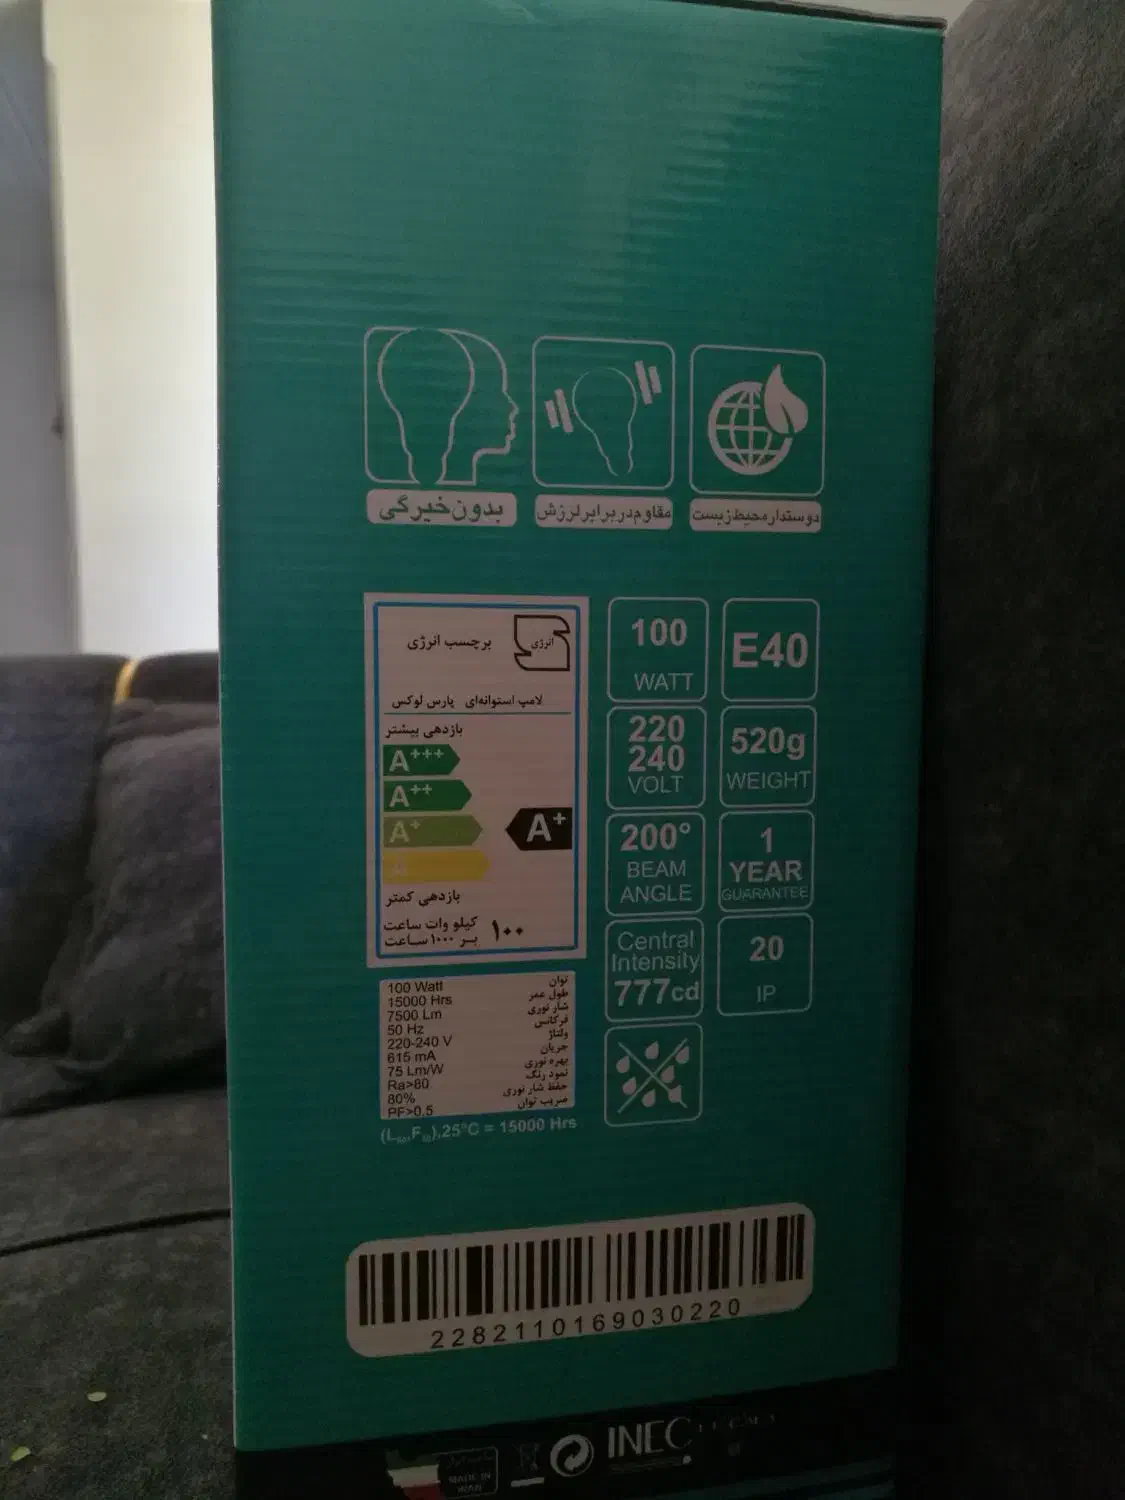 بدون خیرگی
مقاوم در برابر لرزش
دوستدار محیط زیست
برچسب انرژی
انرژی
لامپ استوانه‌ای پارس لوکس
بازدهی بیشتر
A+++
A++
A+
A+
بازدهی کمتر
۱۰۰ کیلو وات ساعت
بر ۱۰۰۰ ساعت
100
WATT
E40
220
240
VOLT
520g
WEIGHT
200°
BEAM
ANGLE
1
YEAR
GUARANTEE
Central
Intensity
777cd
20
IP
100 Watt توان
15000 Hrs طول عمر
7500 Lm شار نوری
50 Hz فرکانس
220-240 V ولتاژ
615 mA جریان
75 Lm/W بهره نوری
Ra>80 نمود رنگ
80% حفظ شار نوری
PF>0.5 ضریب توان
25°C = 15000 Hrs
2282110169030220
MADE IN
IRAN
INEC